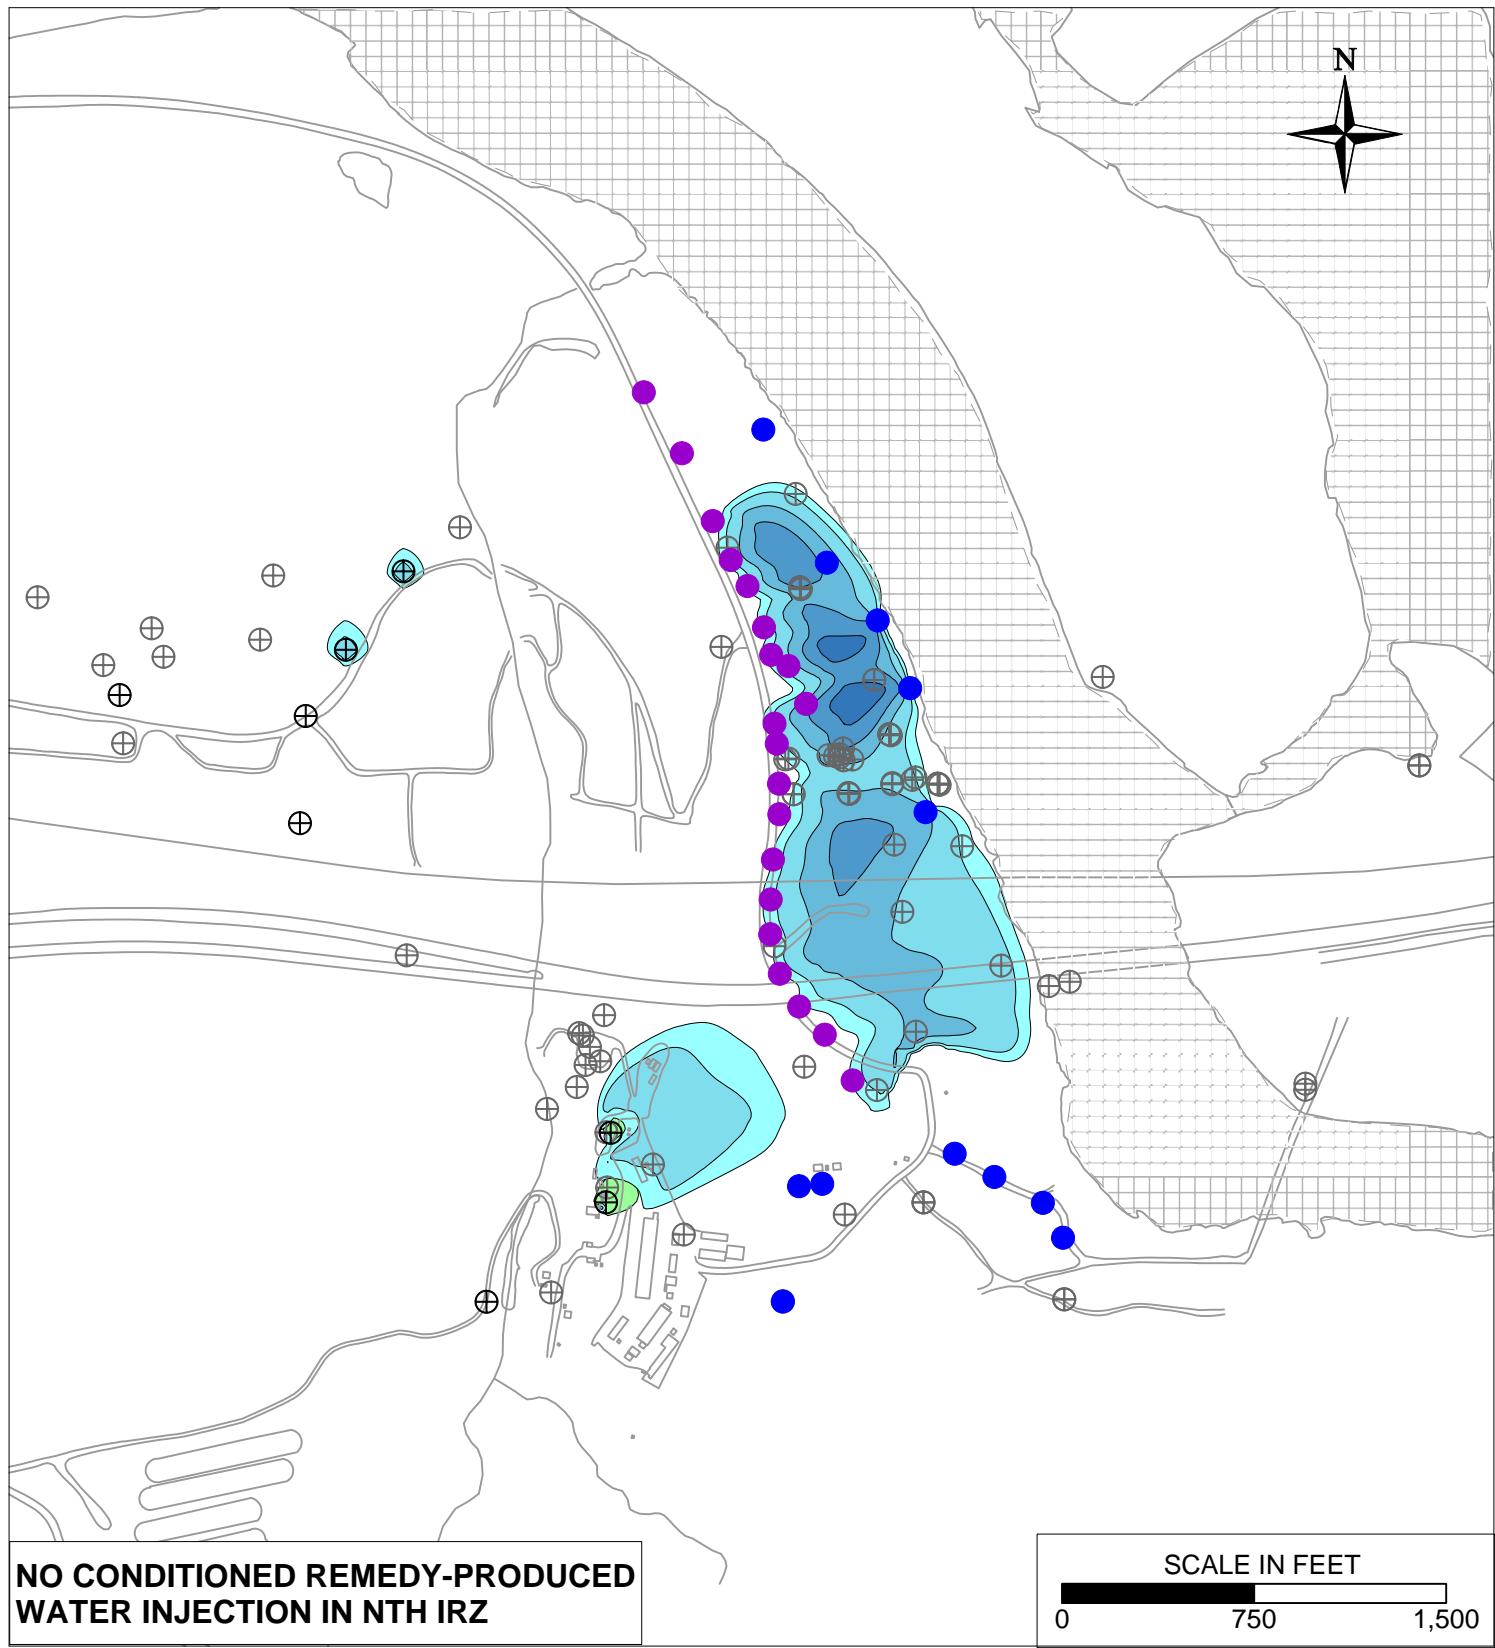 N
NO CONDITIONED REMEDY-PRODUCED
WATER INJECTION IN NTH IRZ
SCALE IN FEET
0 750 1,500